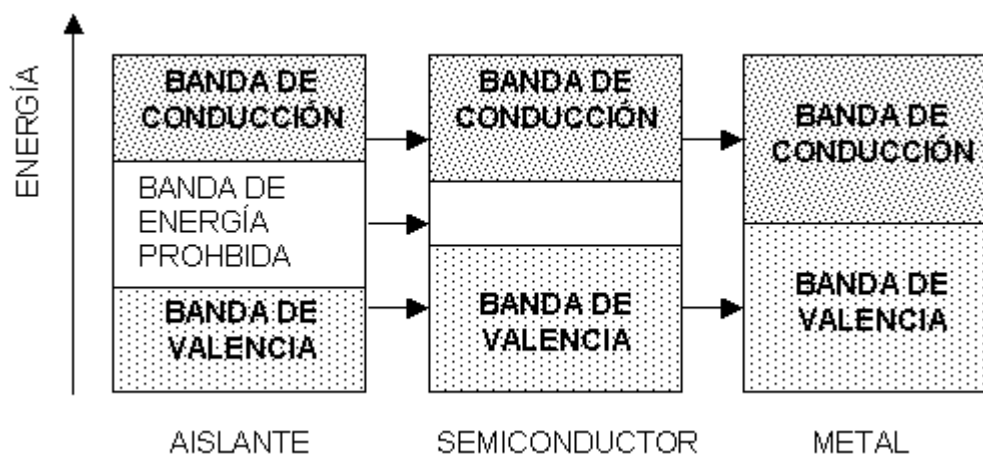 ENERGÍA
BANDA DE
CONDUCCIÓN
BANDA DE
ENERGÍA
PROHBIDA
BANDA DE
VALENCIA
AISLANTE
BANDA DE
CONDUCCIÓN
BANDA DE
VALENCIA
SEMICONDUCTOR
BANDA DE
CONDUCCIÓN
BANDA DE
VALENCIA
METAL